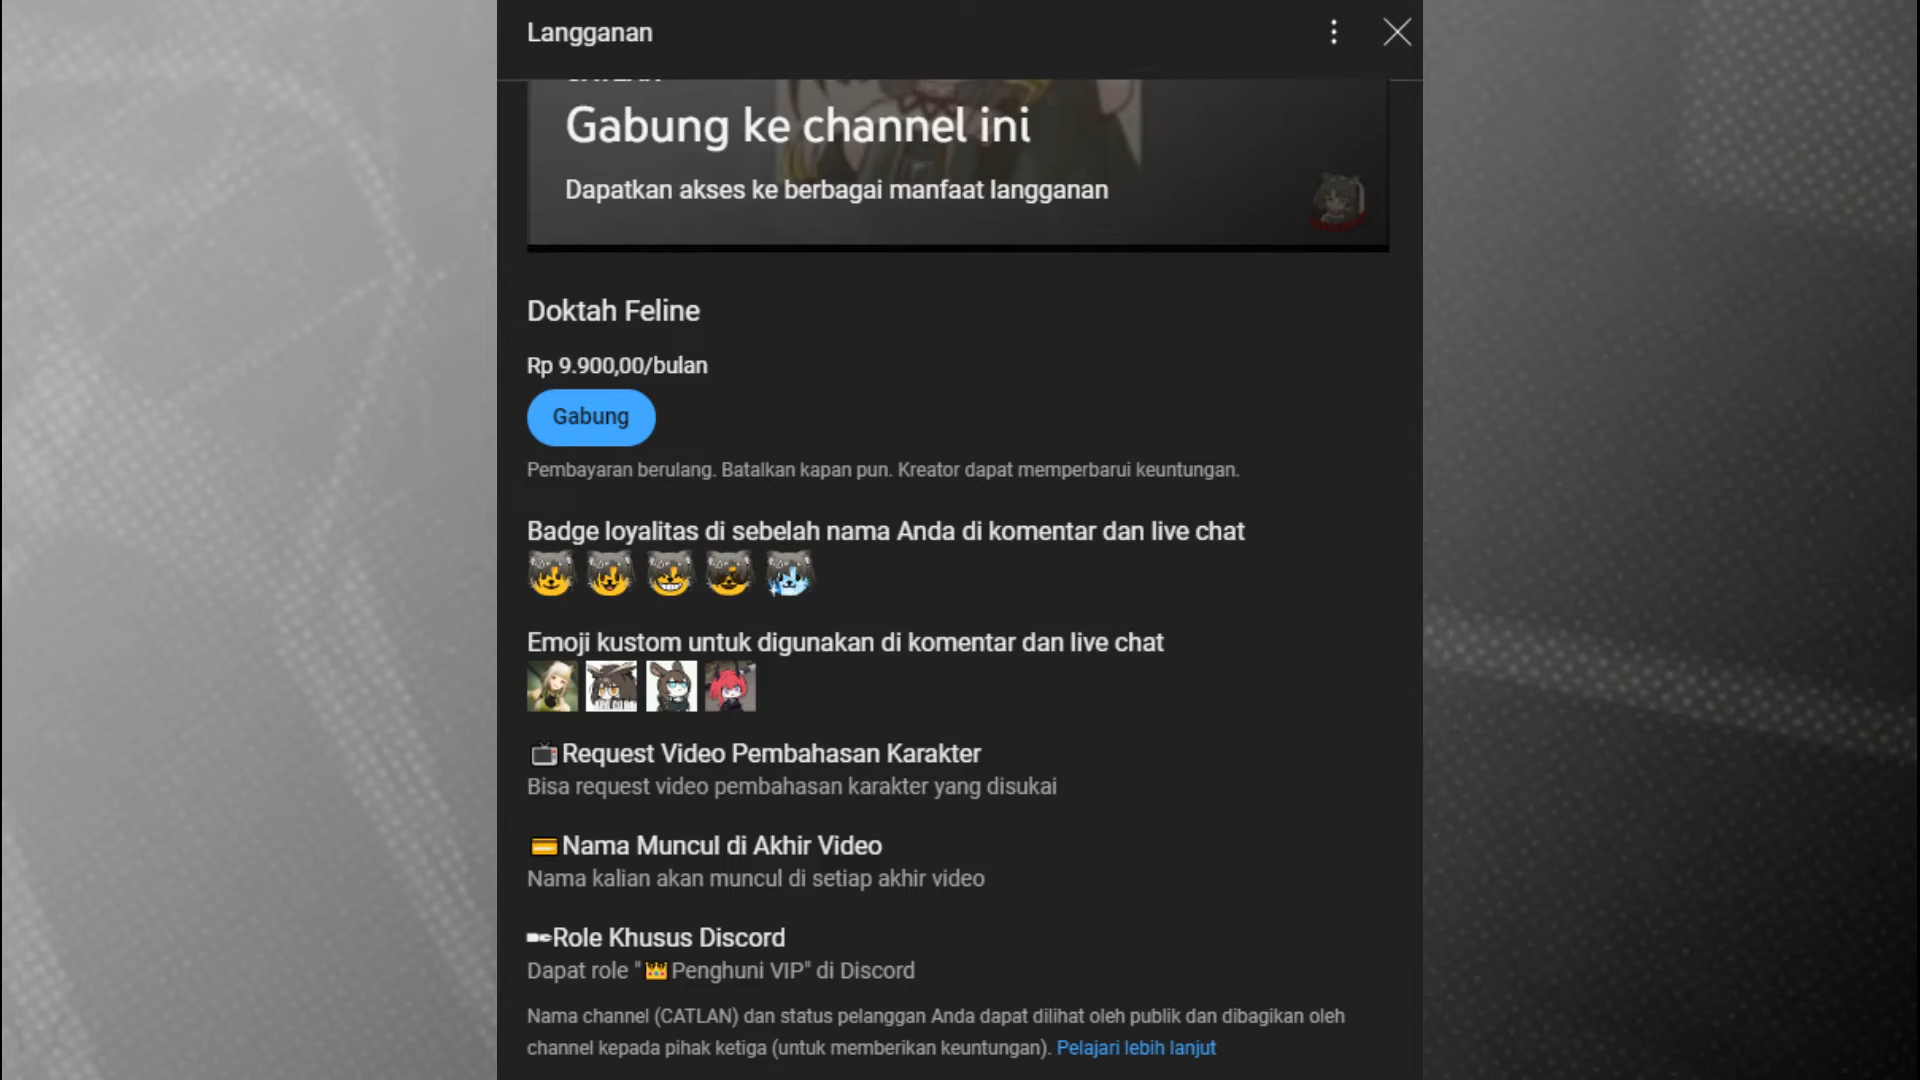 Langganan
Gabung ke channel ini
Dapatkan akses ke berbagai manfaat langganan
Doktah Feline
Rp 9.900,00/bulan
Gabung
Pembayaran berulang. Batalkan kapan pun. Kreator dapat memperbarui keuntungan.
Badge loyalitas di sebelah nama Anda di komentar dan live chat
Emoji kustom untuk digunakan di komentar dan live chat
Request Video Pembahasan Karakter
Bisa request video pembahasan karakter yang disukai
Nama Muncul di Akhir Video
Nama kalian akan muncul di setiap akhir video
Role Khusus Discord
Dapat role "👑Penghuni VIP" di Discord
Nama channel (CATLAN) dan status pelanggan Anda dapat dilihat oleh publik dan dibagikan oleh
channel kepada pihak ketiga (untuk memberikan keuntungan). Pelajari lebih lanjut